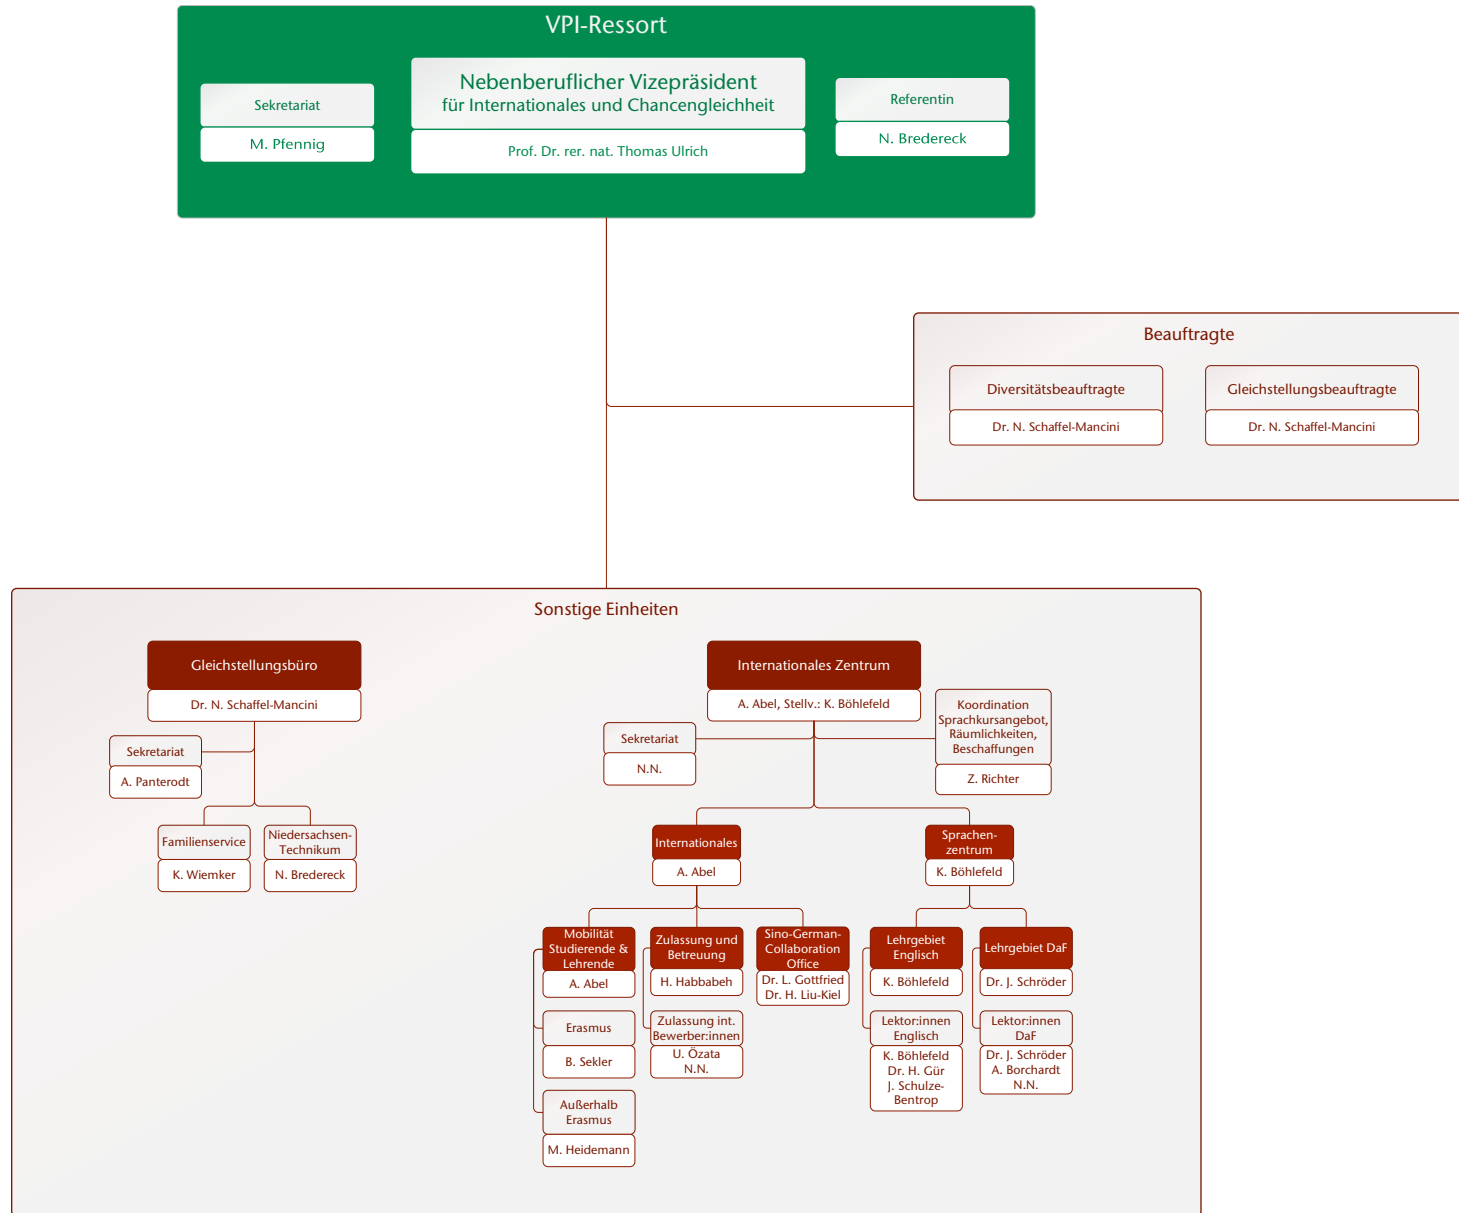 VPI-Ressort
Sekretariat
M. Pfennig
Nebenberuflicher Vizepräsident
für Internationales und Chancengleichheit
Prof. Dr. rer. nat. Thomas Ulrich
Referentin
N. Bredereck
Beauftragte
Diversitätsbeauftragte
Dr. N. Schaffel-Mancini
Gleichstellungsbeauftragte
Dr. N. Schaffel-Mancini
Sonstige Einheiten
Gleichstellungsbüro
Dr. N. Schaffel-Mancini
Sekretariat
A. Panterodt
Familienservice
K. Wiemker
Niedersachsen-
Technikum
N. Bredereck
Internationales Zentrum
A. Abel, Stellv.: K. Böhlefeld
Sekretariat
N.N.
Koordination
Sprachkursangebot,
Räumlichkeiten,
Beschaffungen
Z. Richter
Internationales
A. Abel
Sprachen-
zentrum
K. Böhlefeld
Mobilität
Studierende &
Lehrende
A. Abel
Erasmus
B. Sekler
Außerhalb
Erasmus
M. Heidemann
Zulassung und
Betreuung
H. Habbabeh
Zulassung int.
Bewerber:innen
U. Özata
N.N.
Sino-German-
Collaboration
Office
Dr. L. Gottfried
Dr. H. Liu-Kiel
Lehrgebiet
Englisch
K. Böhlefeld
Lektor:innen
Englisch
K. Böhlefeld
Dr. H. Gür
J. Schulze-
Bentrop
Lehrgebiet DaF
Dr. J. Schröder
Lektor:innen
DaF
Dr. J. Schröder
A. Borchardt
N.N.